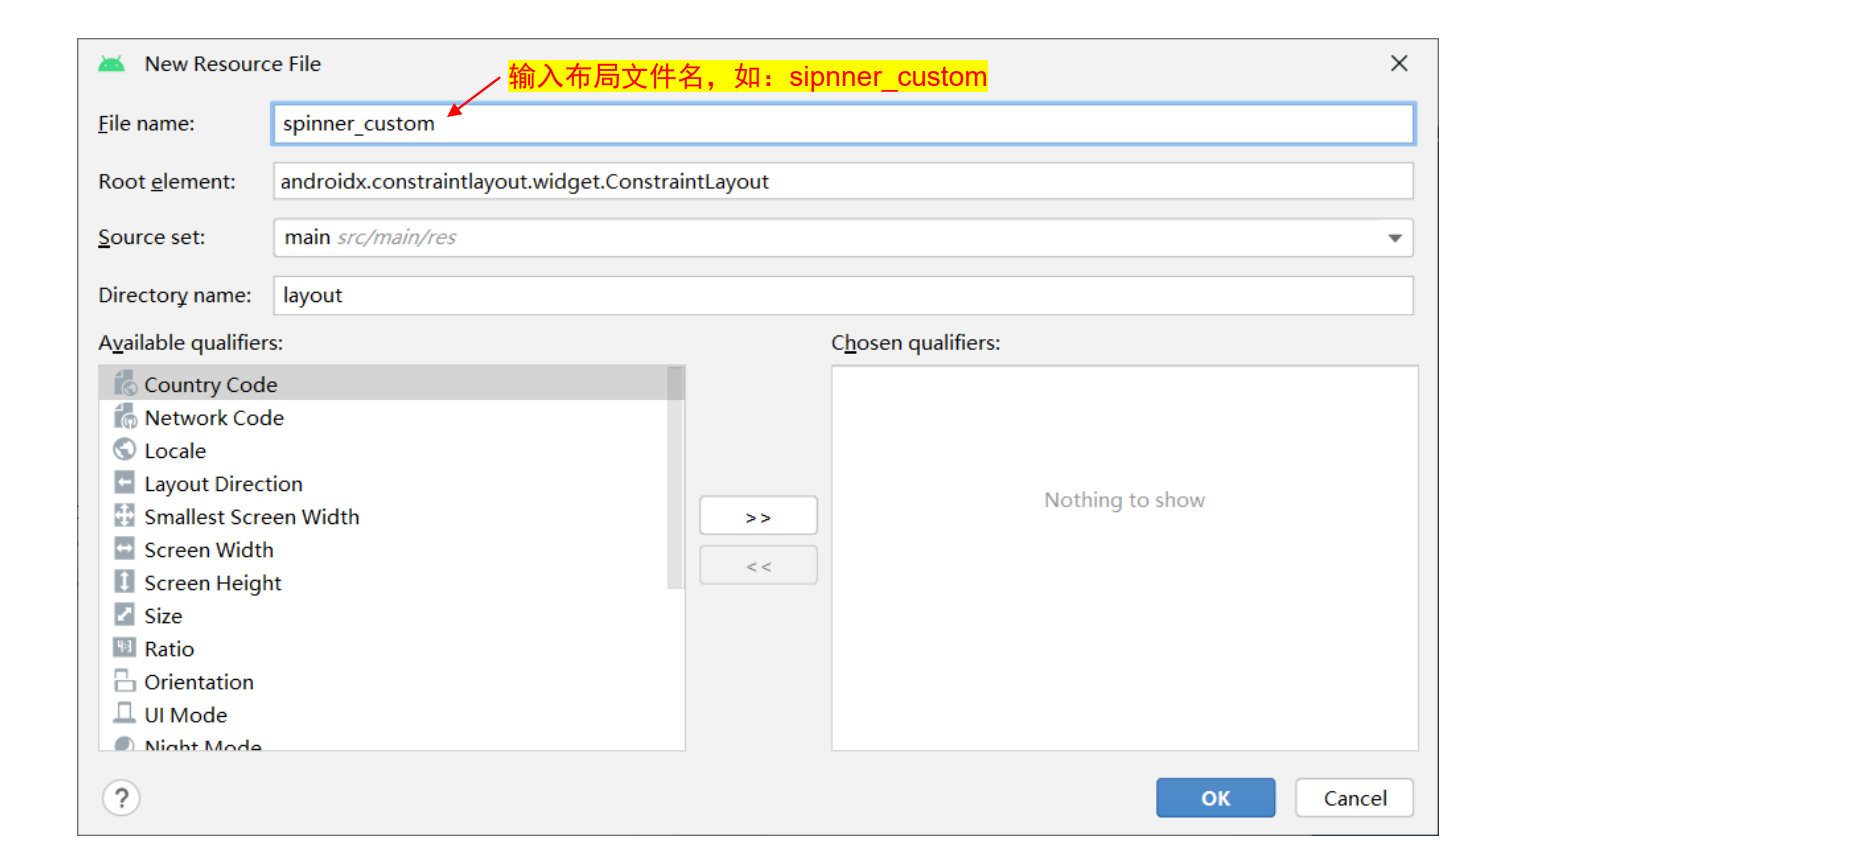 New Resource File
输入布局文件名，如：sipnner_custom
File name:
spinner_custom
Root element:
androidx.constraintlayout.widget.ConstraintLayout
Source set:
main src/main/res
Directory name:
layout
Available qualifiers:
Chosen qualifiers:
Country Code
Network Code
Locale
Layout Direction
Smallest Screen Width
Screen Width
Screen Height
Size
Ratio
Orientation
UI Mode
Night Mode
>>
<<
Nothing to show
?
OK
Cancel